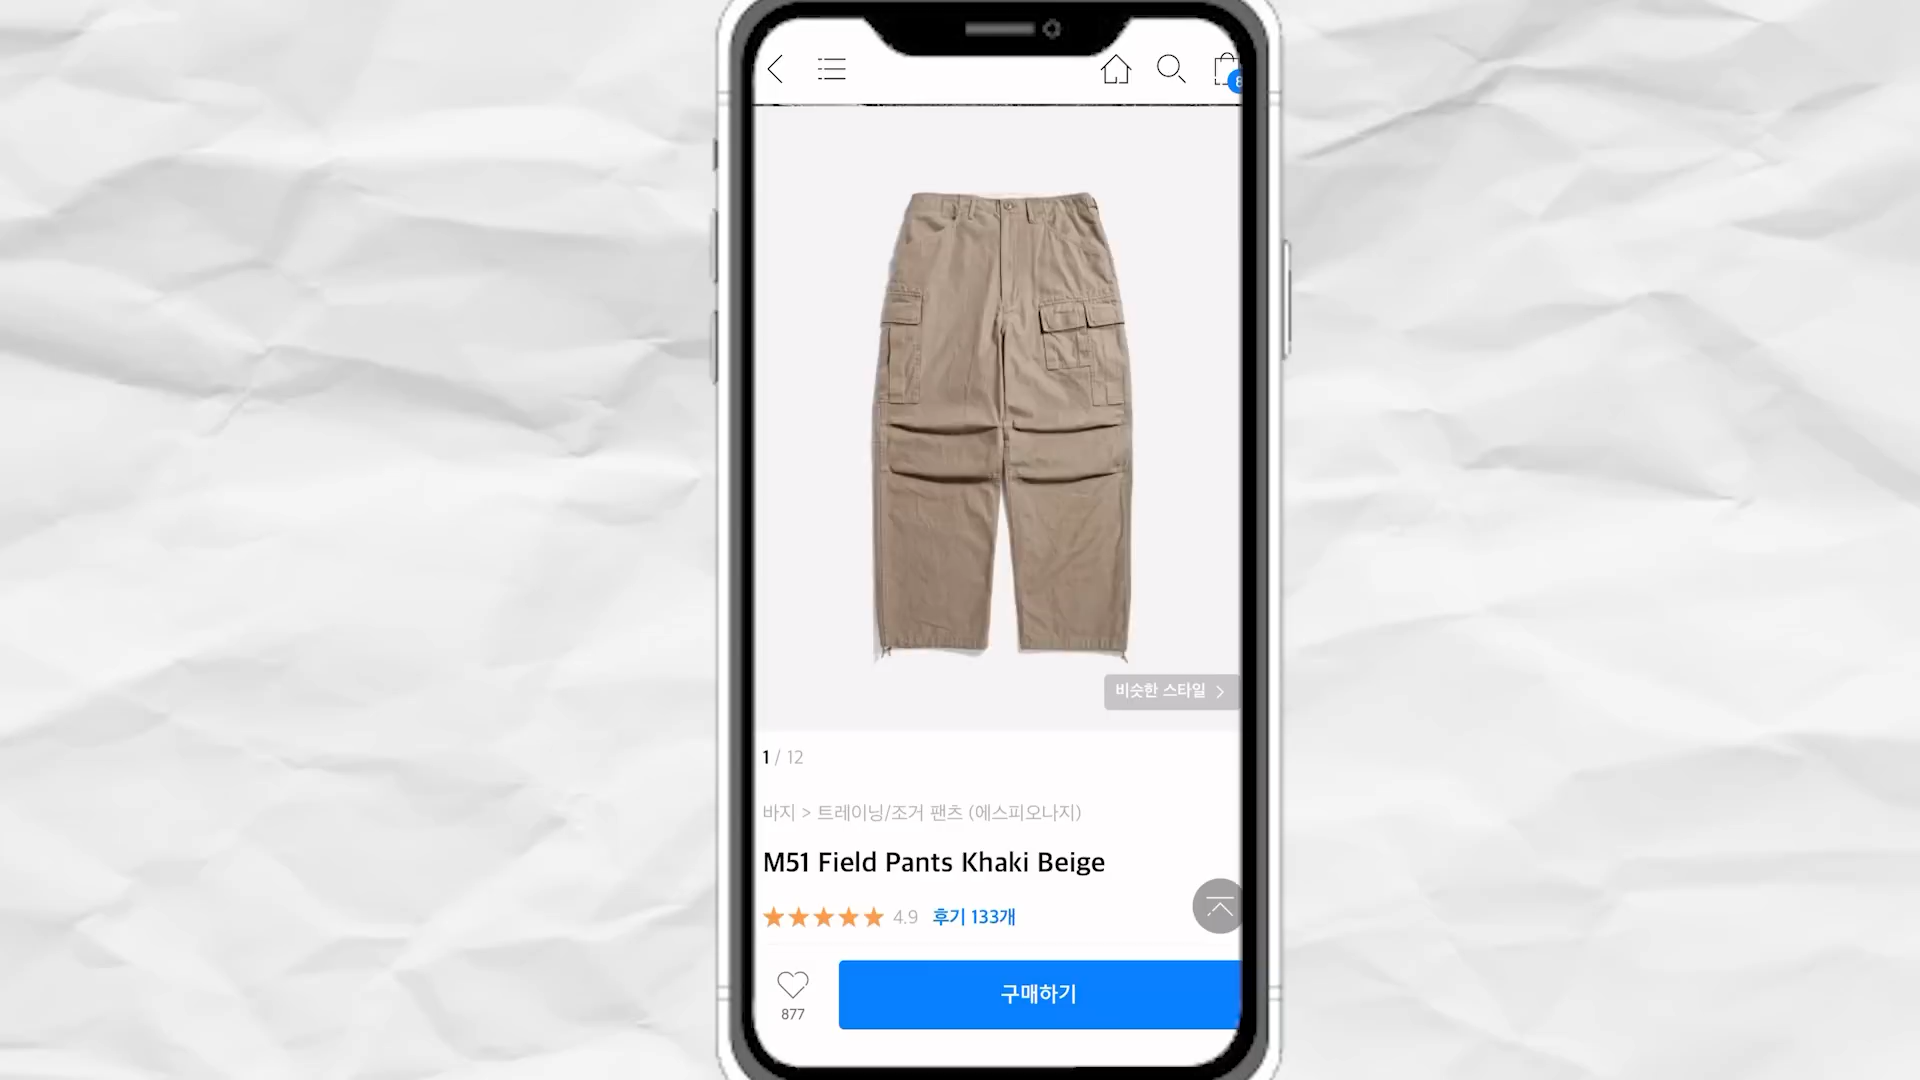 8
비슷한 스타일 >
1 / 12
바지 > 트레이닝/조거 팬츠 (에스피오나지)
M51 Field Pants Khaki Beige
4.9 후기 133개
877
구매하기